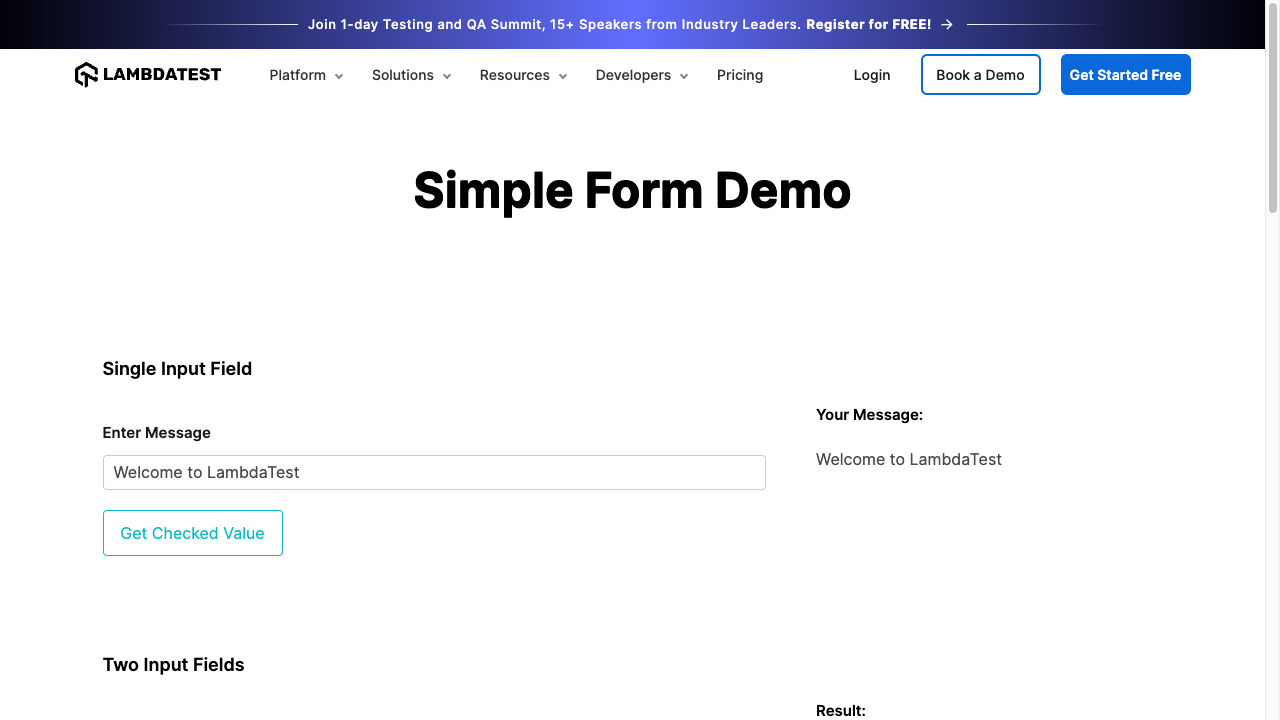 Join 1-day Testing and QA Summit, 15+ Speakers from Industry Leaders. Register for FREE! →
LAMBDATEST Platform Solutions Resources Developers Pricing Login Book a Demo Get Started Free
Simple Form Demo
Single Input Field
Your Message:
Enter Message
Welcome to LambdaTest
Welcome to LambdaTest
Get Checked Value
Two Input Fields
Result: